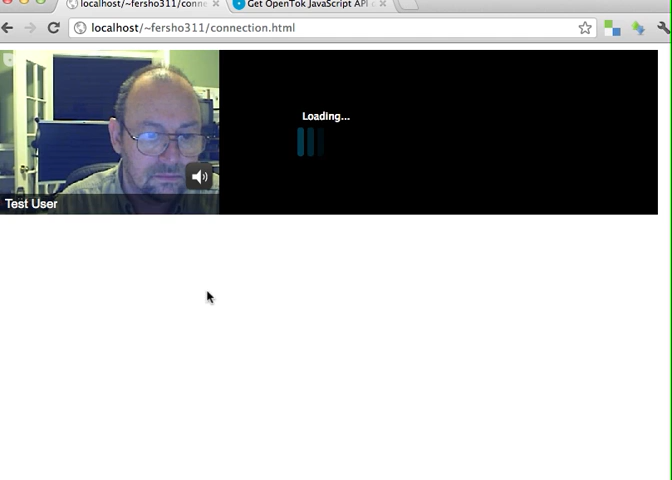 localhost/~fersho311/conne
Get OpenTok JavaScript API
localhost/~fersho311/connection.html
Loading...
Test User